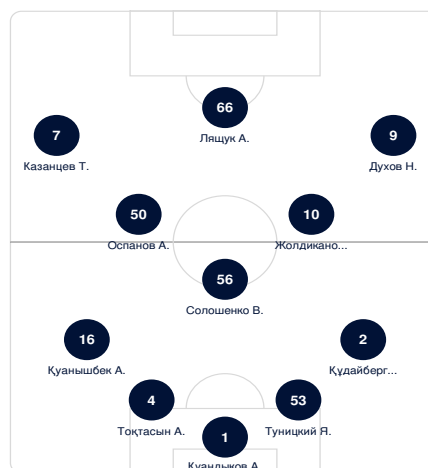 66
Лящук А.
7
Казанцев Т.
9
Духов Н.
50
Оспанов А.
10
Жолдикано...
56
Солошенко В.
16
Қуанышбек А.
2
Құдайберг...
4
Тоқтасын А.
53
Туницкий Я.
1
Куандыков А.